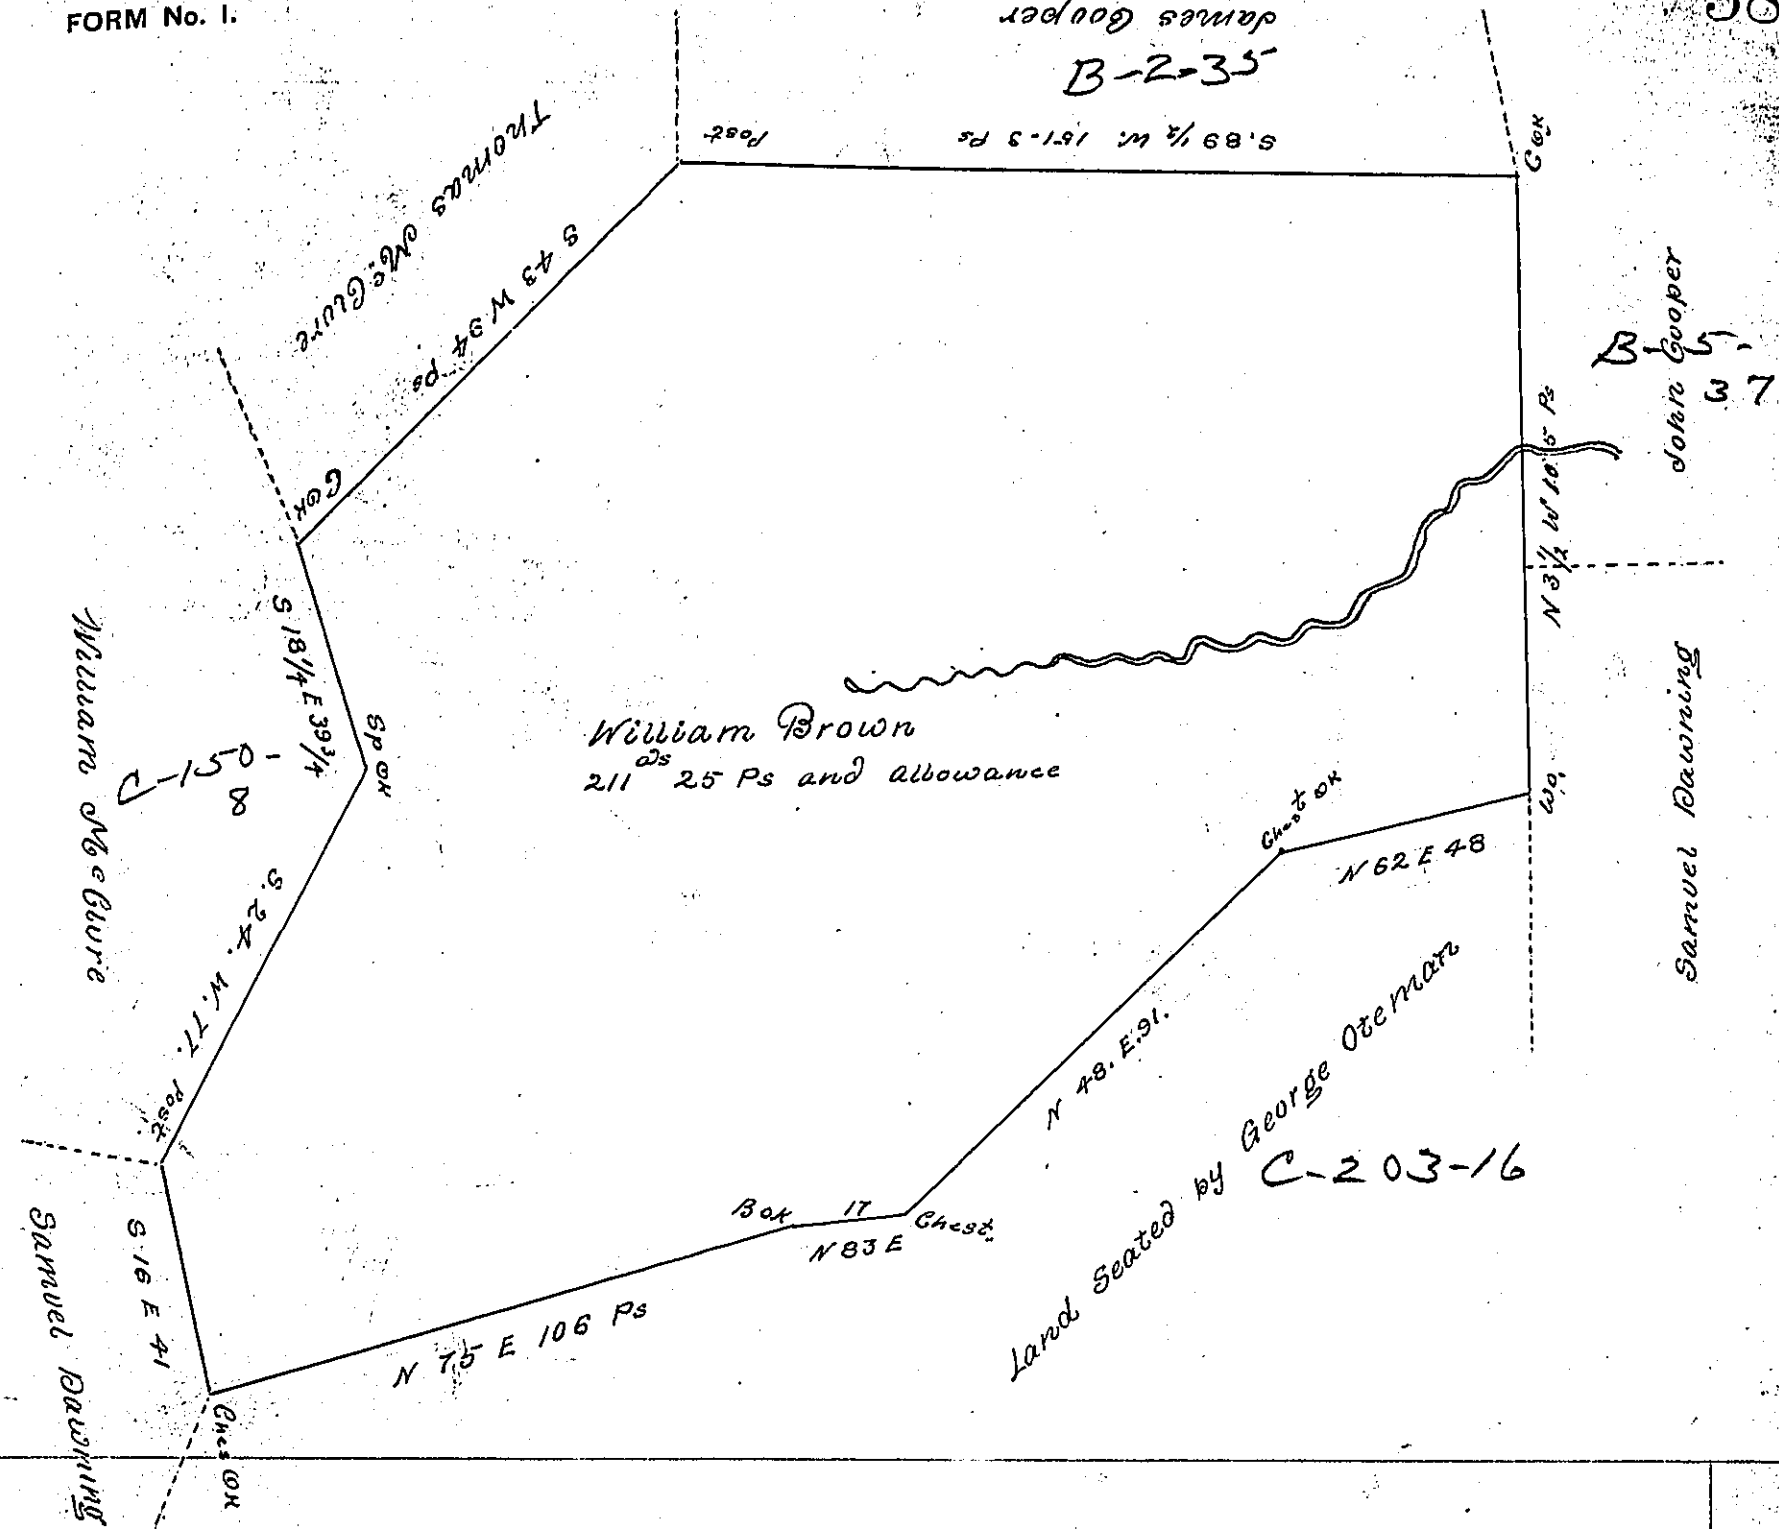 FORM No. 1.
James Cooper
B-2-35
S. 89 1/2 W. 151-3 Ps
Post
Thomas McClure
S 43 W 94 ps
C OK
C OK
John Cooper
B-5-
37
N 3 1/2 W 105 Ps
William McClure
C-150-
8
S 18 1/4 E 39 3/4
Sp OK
William Brown
211 as 25 Ps and allowance
Chest OK
N 62 E 48
Wo.
Samuel Dawning
S. 24. W. 77.
Post.
N 48. E. 91.
Land Seated by George Oteman
C-203-16
B OK
17
N 83 E
Chest.
S 16 E 41
Samuel Dawning
N 75 E 106 Ps
Ches OK